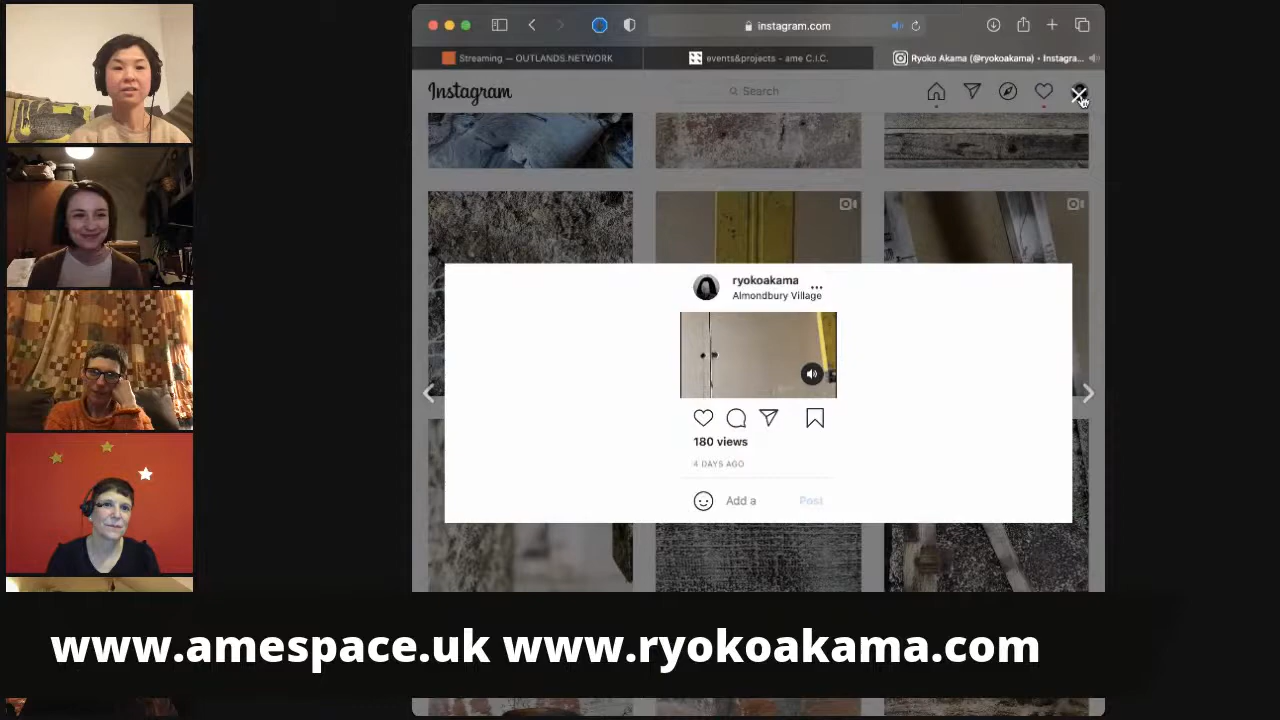 instagram.com
Streaming — OUTLANDS.NETWORK
events&projects - ame C.I.C.
Ryoko Akama (@ryokoakama) • Instagra...
Instagram
Search
ryokoakama
Almondbury Village
180 views
4 DAYS AGO
Add a
Post
www.amespace.uk www.ryokoakama.com